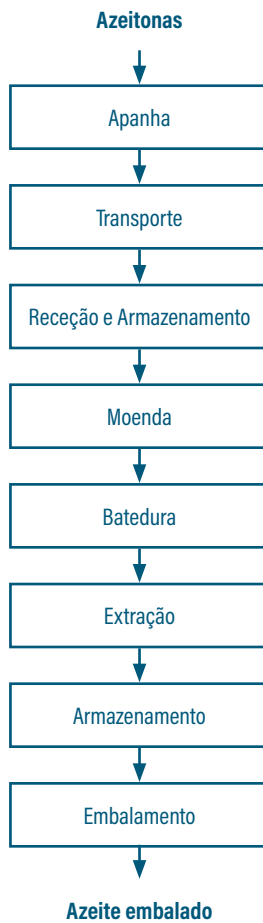 Azeitonas
Apanha
Transporte
Receção e Armazenamento
Moenda
Batedura
Extração
Armazenamento
Embalamento
Azeite embalado